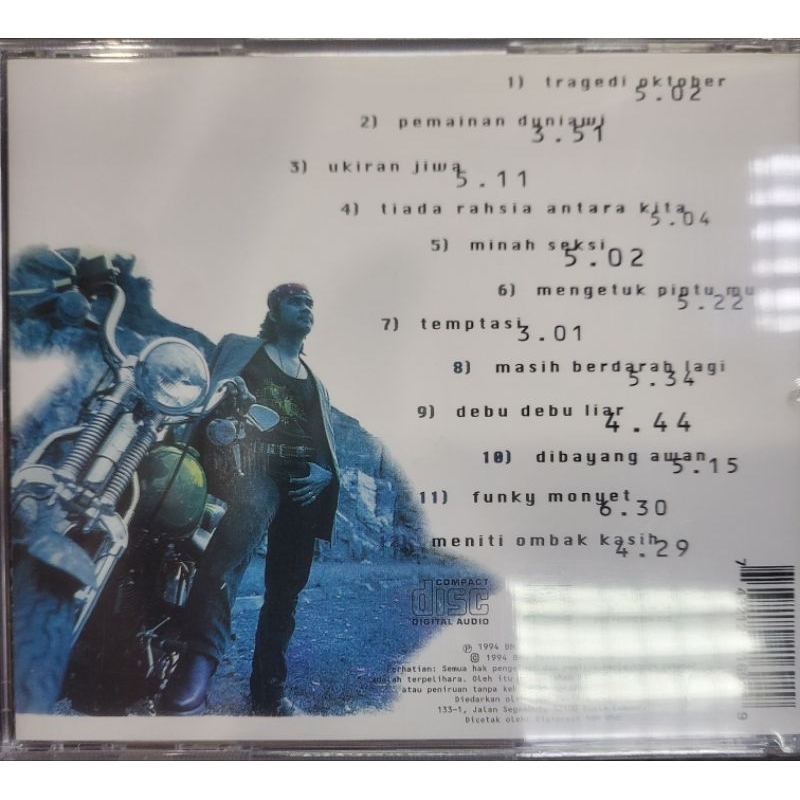 1) tragedi oktober
5.02
2) pemainan duniawi
3.51
3) ukiran jiwa
5.11
4) tiada rahsia antara kita
5.04
5) minah seksi
5.02
6) mengetuk pintu mu
5.22
7) temptasi
3.01
8) masih berdarah lagi
5.34
9) debu debu liar
4.44
10) dibayang awan
5.15
11) funky monyet
6.30
meniti ombak kasih
4.29
COMPACT
disc
DIGITAL AUDIO
℗ 1994
© 1994
Perhatian: Semua hak
adalah terpelihara. Oleh itu
atau peniruan tanpa
Diedarkan
133-1, Jalan
Dicetak oleh:
7
9